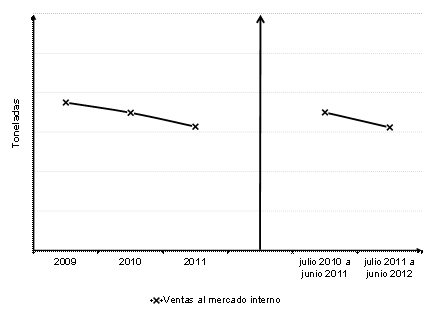 Toneladas
2009
2010
2011
julio 2010 a
junio 2011
julio 2011 a
junio 2012
Ventas al mercado interno